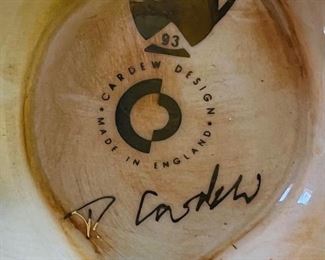 93
CARDEW DESIGN
• MADE IN ENGLAND •
P. Cardew